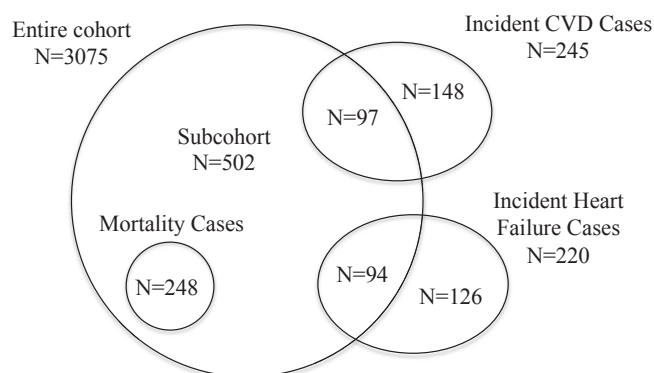 Entire cohort
N=3075
Incident CVD Cases
N=245
N=148
N=97
Subcohort
N=502
Mortality Cases
N=248
Incident Heart
Failure Cases
N=220
N=94
N=126